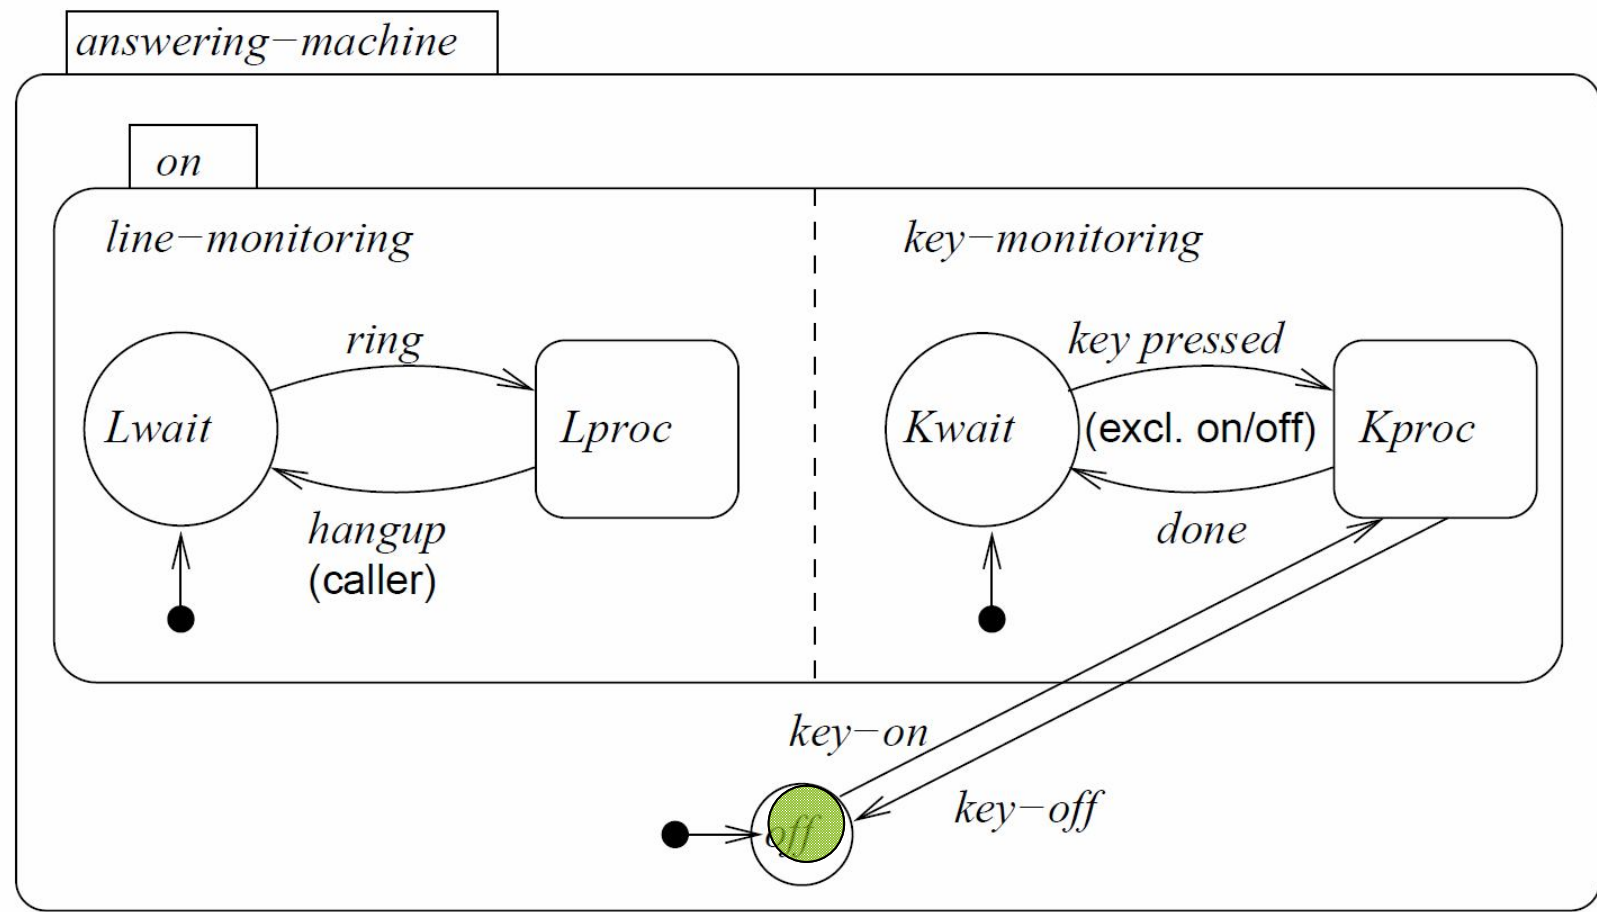 answering−machine
on
line−monitoring
key−monitoring
ring
key pressed
Lwait
Lproc
Kwait
(excl. on/off)
Kproc
hangup
(caller)
done
key−on
key−off
off